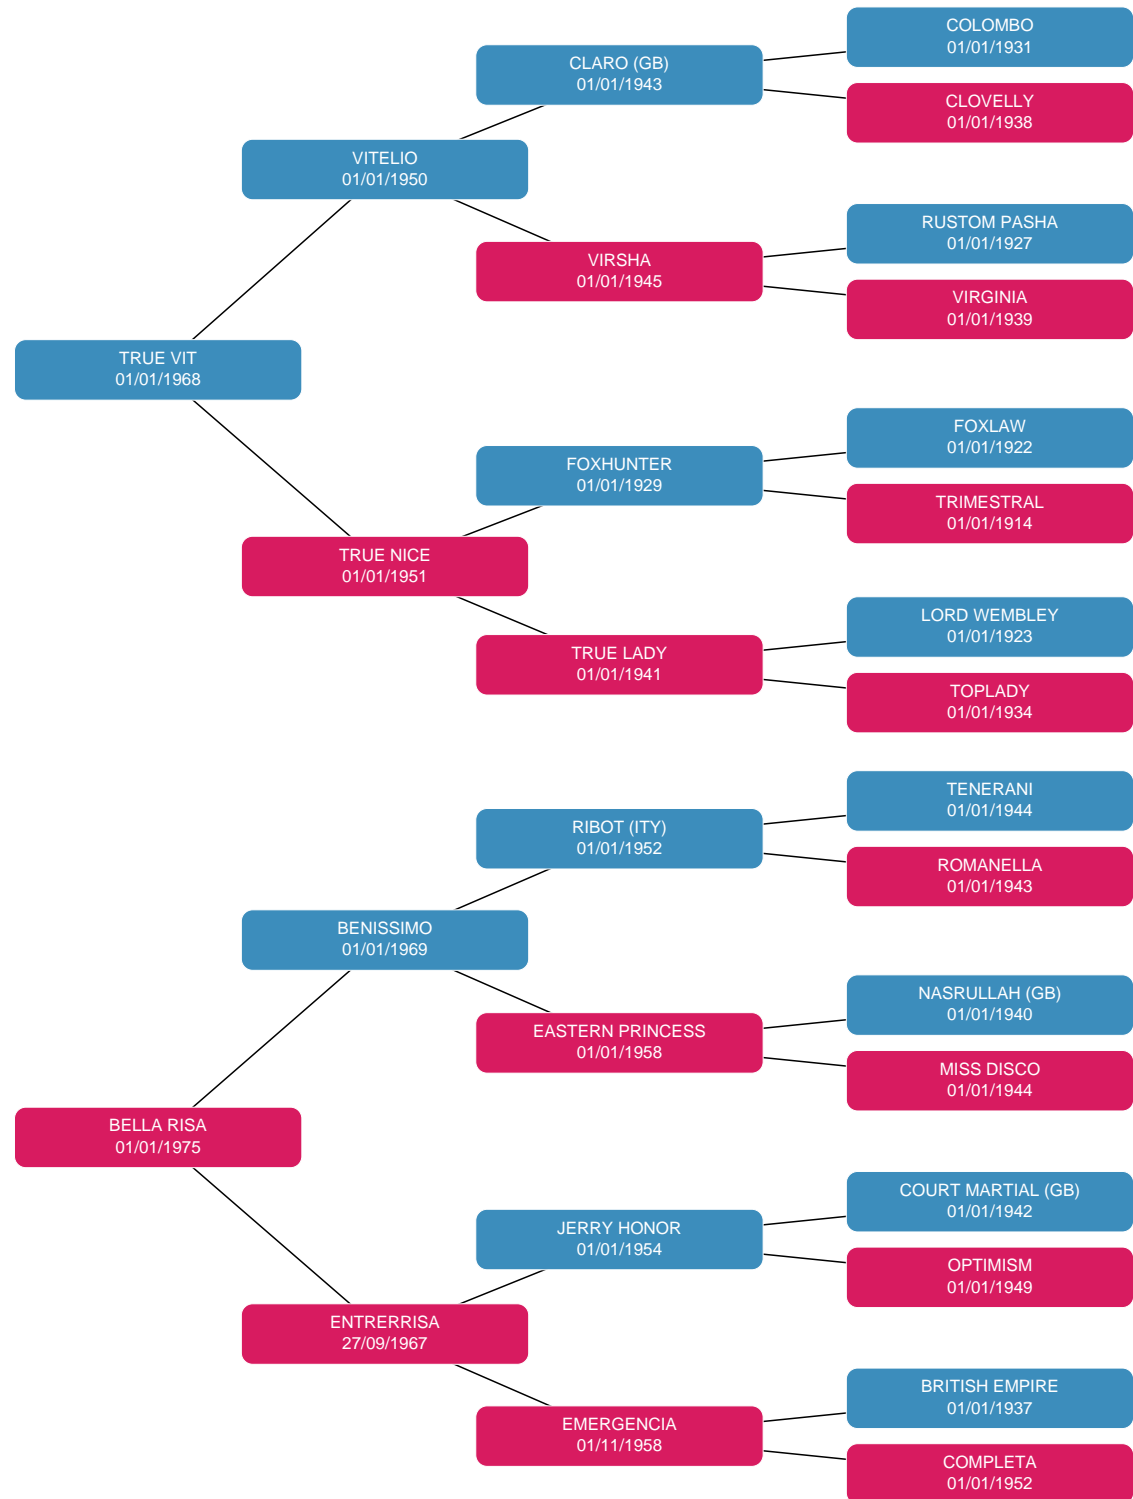 COLOMBO
01/01/1931
CLARO (GB)
01/01/1943
CLOVELLY
01/01/1938
VITELIO
01/01/1950
RUSTOM PASHA
01/01/1927
VIRSHA
01/01/1945
VIRGINIA
01/01/1939
TRUE VIT
01/01/1968
FOXLAW
01/01/1922
FOXHUNTER
01/01/1929
TRIMESTRAL
01/01/1914
TRUE NICE
01/01/1951
LORD WEMBLEY
01/01/1923
TRUE LADY
01/01/1941
TOPLADY
01/01/1934
TENERANI
01/01/1944
RIBOT (ITY)
01/01/1952
ROMANELLA
01/01/1943
BENISSIMO
01/01/1969
NASRULLAH (GB)
01/01/1940
EASTERN PRINCESS
01/01/1958
MISS DISCO
01/01/1944
BELLA RISA
01/01/1975
COURT MARTIAL (GB)
01/01/1942
JERRY HONOR
01/01/1954
OPTIMISM
01/01/1949
ENTRERRISA
27/09/1967
BRITISH EMPIRE
01/01/1937
EMERGENCIA
01/11/1958
COMPLETA
01/01/1952